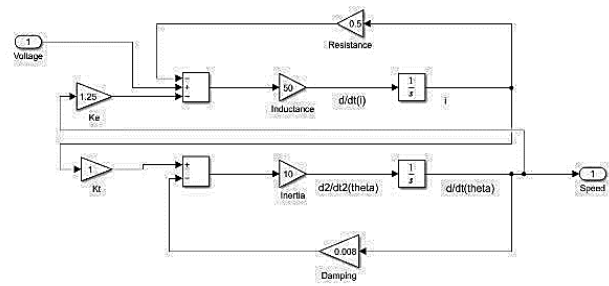 0.5
Resistance
1
Voltage
−
+
−
1.25
Ke
50
Inductance
d/dt(i)
1
s
i
1
Kt
+
−
10
Inertia
d2/dt2(theta)
1
s
d/dt(theta)
1
Speed
0.008
Damping